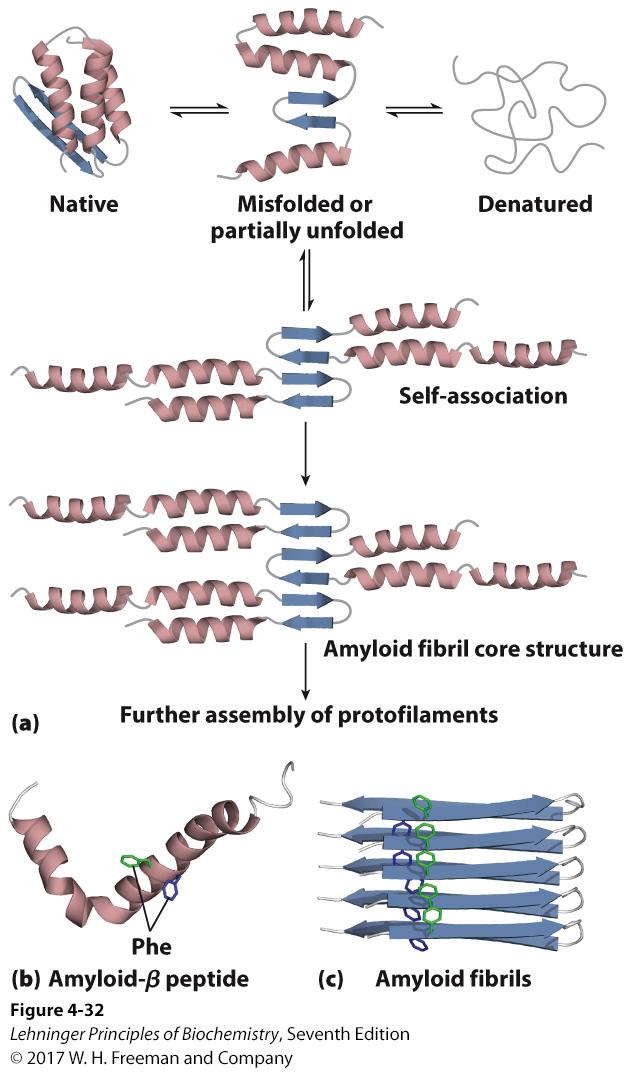 Native
Misfolded or
partially unfolded
Denatured
Self-association
Amyloid fibril core structure
Further assembly of protofilaments
(a)
Phe
(b) Amyloid-β peptide
(c) Amyloid fibrils
Figure 4-32
Lehninger Principles of Biochemistry, Seventh Edition
© 2017 W. H. Freeman and Company